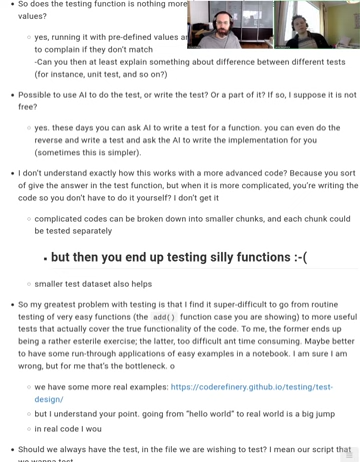 So does the testing function is nothing more
values?
yes, running it with pre-defined values ar
to complain if they don't match
-Can you then at least explain something about difference between different tests
(for instance, unit test, and so on?)
Possible to use AI to do the test, or write the test? Or a part of it? If so, I suppose it is not
free?
yes. these days you can ask AI to write a test for a function. you can even do the
reverse and write a test and ask the AI to write the implementation for you
(sometimes this is simpler).
I don't understand exactly how this works with a more advanced code? Because you sort
of give the answer in the test function, but when it is more complicated, you're writing the
code so you don't have to do it yourself? I don't get it
complicated codes can be broken down into smaller chunks, and each chunk could
be tested separately
but then you end up testing silly functions :-(
smaller test dataset also helps
So my greatest problem with testing is that I find it super-difficult to go from routine
testing of very easy functions (the add() function case you are showing) to more useful
tests that actually cover the true functionality of the code. To me, the former ends up
being a rather esterile exercise; the latter, too difficult ant time consuming. Maybe better
to have some run-through applications of easy examples in a notebook. I am sure I am
wrong, but for me that's the bottleneck. o
we have some more real examples: https://coderefinery.github.io/testing/test-
design/
but I understand your point. going from "hello world" to real world is a big jump
in real code I wou
Should we always have the test, in the file we are wishing to test? I mean our script that